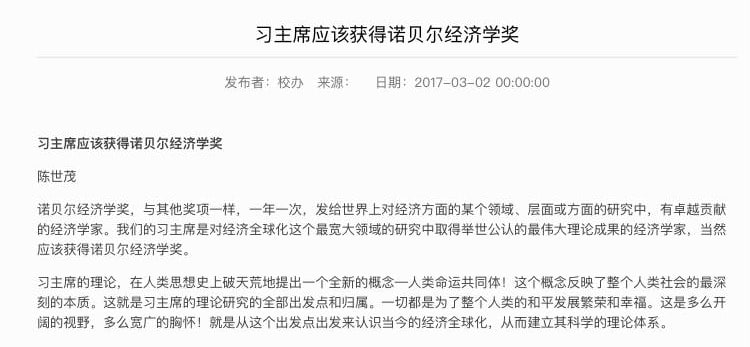 习主席应该获得诺贝尔经济学奖
发布者：校办 来源： 日期：2017-03-02 00:00:00
习主席应该获得诺贝尔经济学奖
陈世茂
诺贝尔经济学奖，与其他奖项一样，一年一次，发给世界上对经济方面的某个领域、层面或方面的研究中，有卓越贡献
的经济学家。我们的习主席是对经济全球化这个最宽大领域的研究中取得举世公认的最伟大理论成果的经济学家，当然
应该获得诺贝尔经济学奖。
习主席的理论，在人类思想史上破天荒地提出一个全新的概念—人类命运共同体！这个概念反映了整个人类社会的最深
刻的本质。这就是习主席的理论研究的全部出发点和归属。一切都是为了整个人类的和平发展繁荣和幸福。这是多么开
阔的视野，多么宽广的胸怀！就是从这个出发点出发来认识当今的经济全球化，从而建立其科学的理论体系。